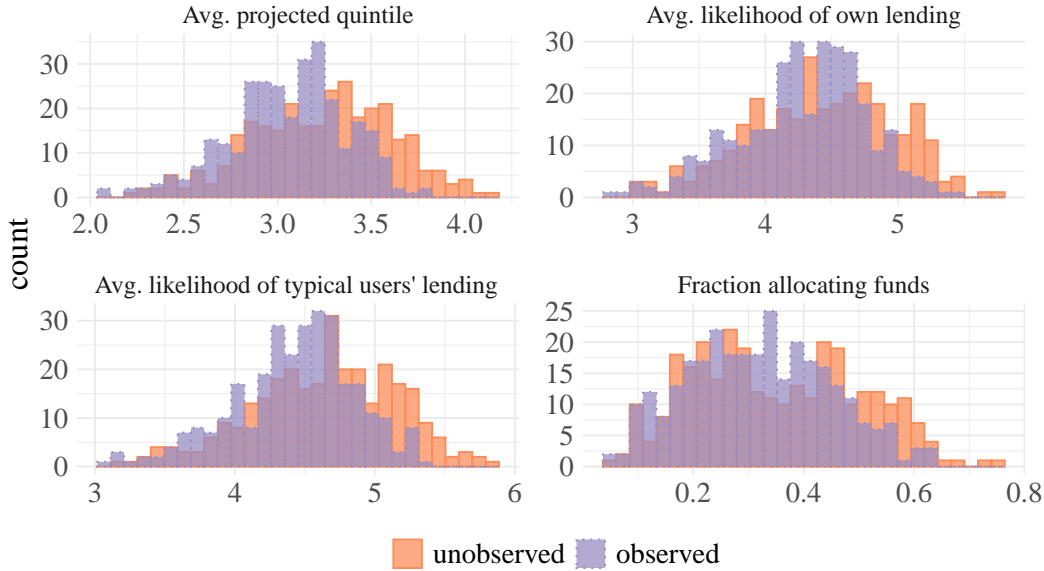 Avg. projected quintile
Avg. likelihood of own lending
30
20
10
0
2.0 2.5 3.0 3.5 4.0
30
20
10
0
3 4 5
count
Avg. likelihood of typical users' lending
Fraction allocating funds
30
20
10
0
3 4 5 6
25
20
15
10
5
0
0.2 0.4 0.6 0.8
unobserved observed